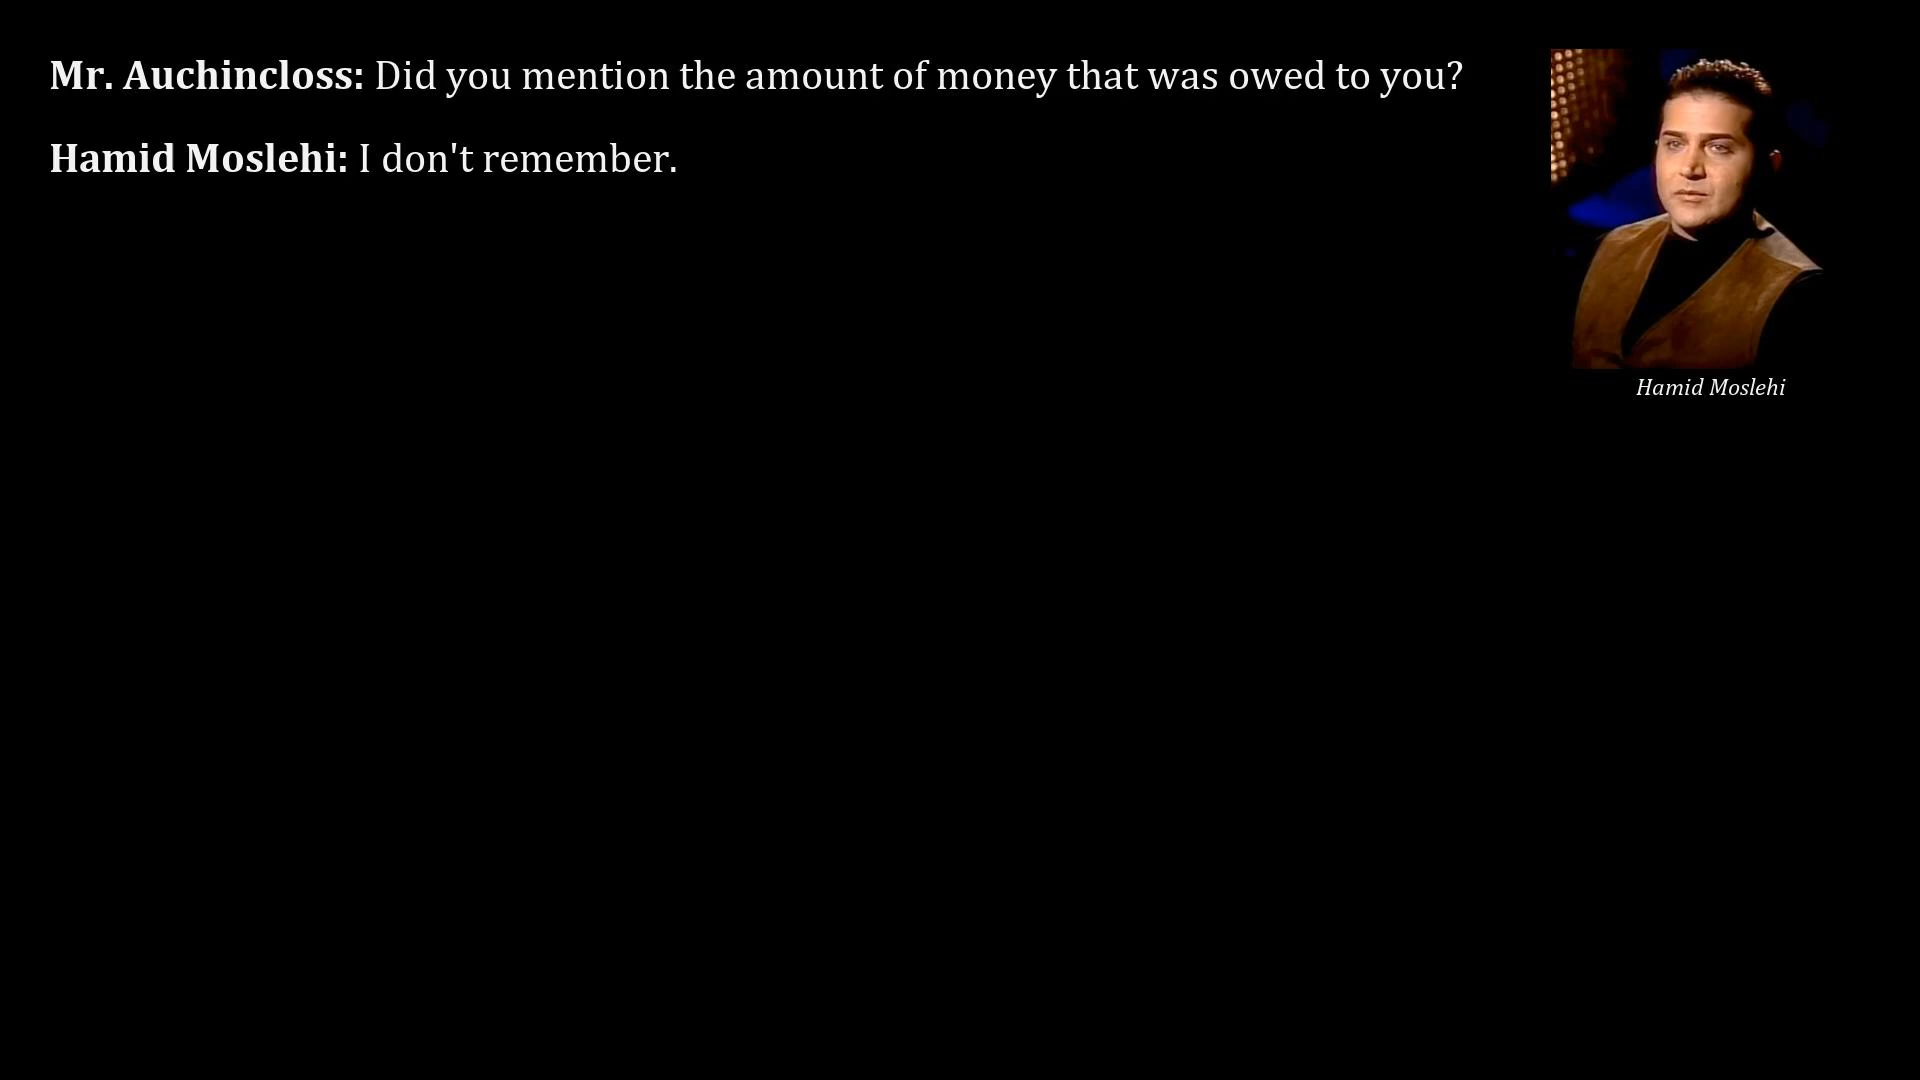 Mr. Auchincloss: Did you mention the amount of money that was owed to you?
Hamid Moslehi: I don't remember.
Hamid Moslehi